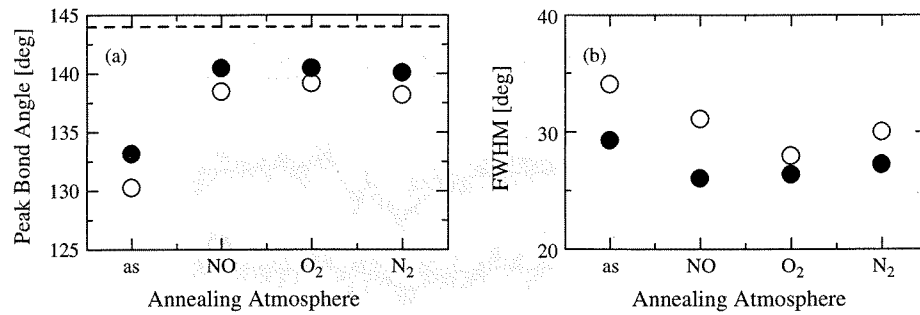 Peak Bond Angle [deg]
145
140
135
130
125
(a)
as
NO
O₂
N₂
Annealing Atmosphere
FWHM [deg]
40
30
20
(b)
as
NO
O₂
N₂
Annealing Atmosphere